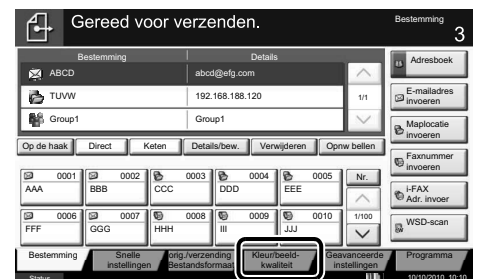 Gereed voor verzenden.
Bestemming
3
Bestemming Details
ABCD abcd@efg.com
TUVW 192.168.188.120
1/1
Group1 Group1
Adresboek
E-mailadres
invoeren
Maplocatie
invoeren
Faxnummer
invoeren
i-FAX
Adr. invoer
WSD-scan
Op de haak Direct Keten Details/bew. Verwijderen Opnw bellen
0001 0002 0003 0004 0005 Nr.
AAA BBB CCC DDD EEE
0006 0007 0008 0009 0010 1/100
FFF GGG HHH III JJJ
Bestemming
Snelle
instellingen
orig./verzending
Bestandsformaat
Kleur/beeld-
kwaliteit
Geavanceerde
instellingen
Programma
Status 10/10/2010 10:10